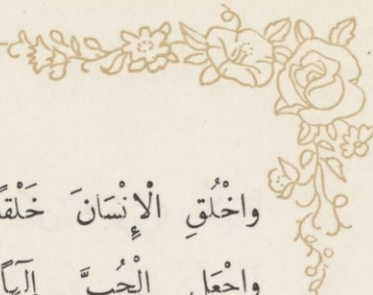 واخْلُقِ الْإِنْسَانَ خَلْقاً
واجْعَلِ الْحُبَّ